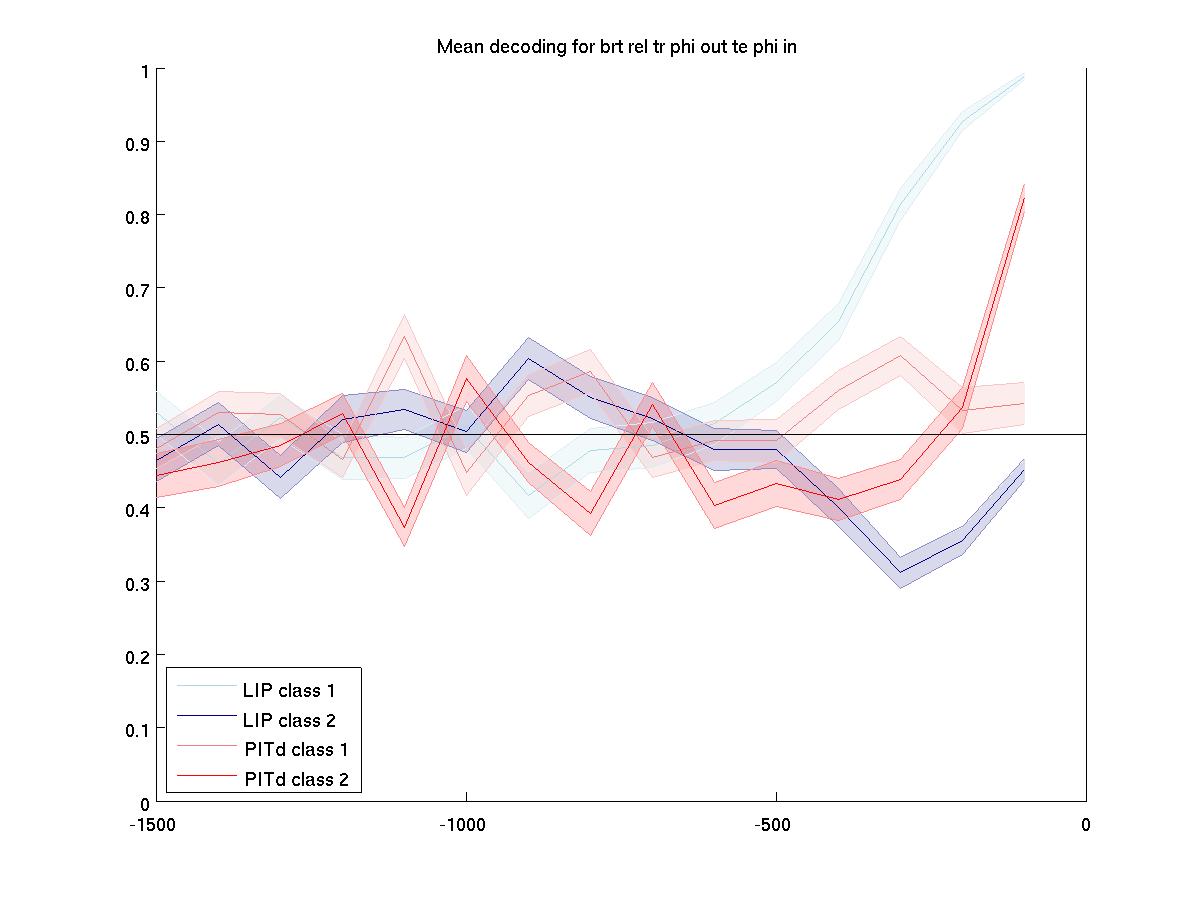 Mean decoding for brt rel tr phi out te phi in
1
0.9
0.8
0.7
0.6
0.5
0.4
0.3
0.2
0.1
0
LIP class 1
LIP class 2
PITd class 1
PITd class 2
-1500 -1000 -500 0